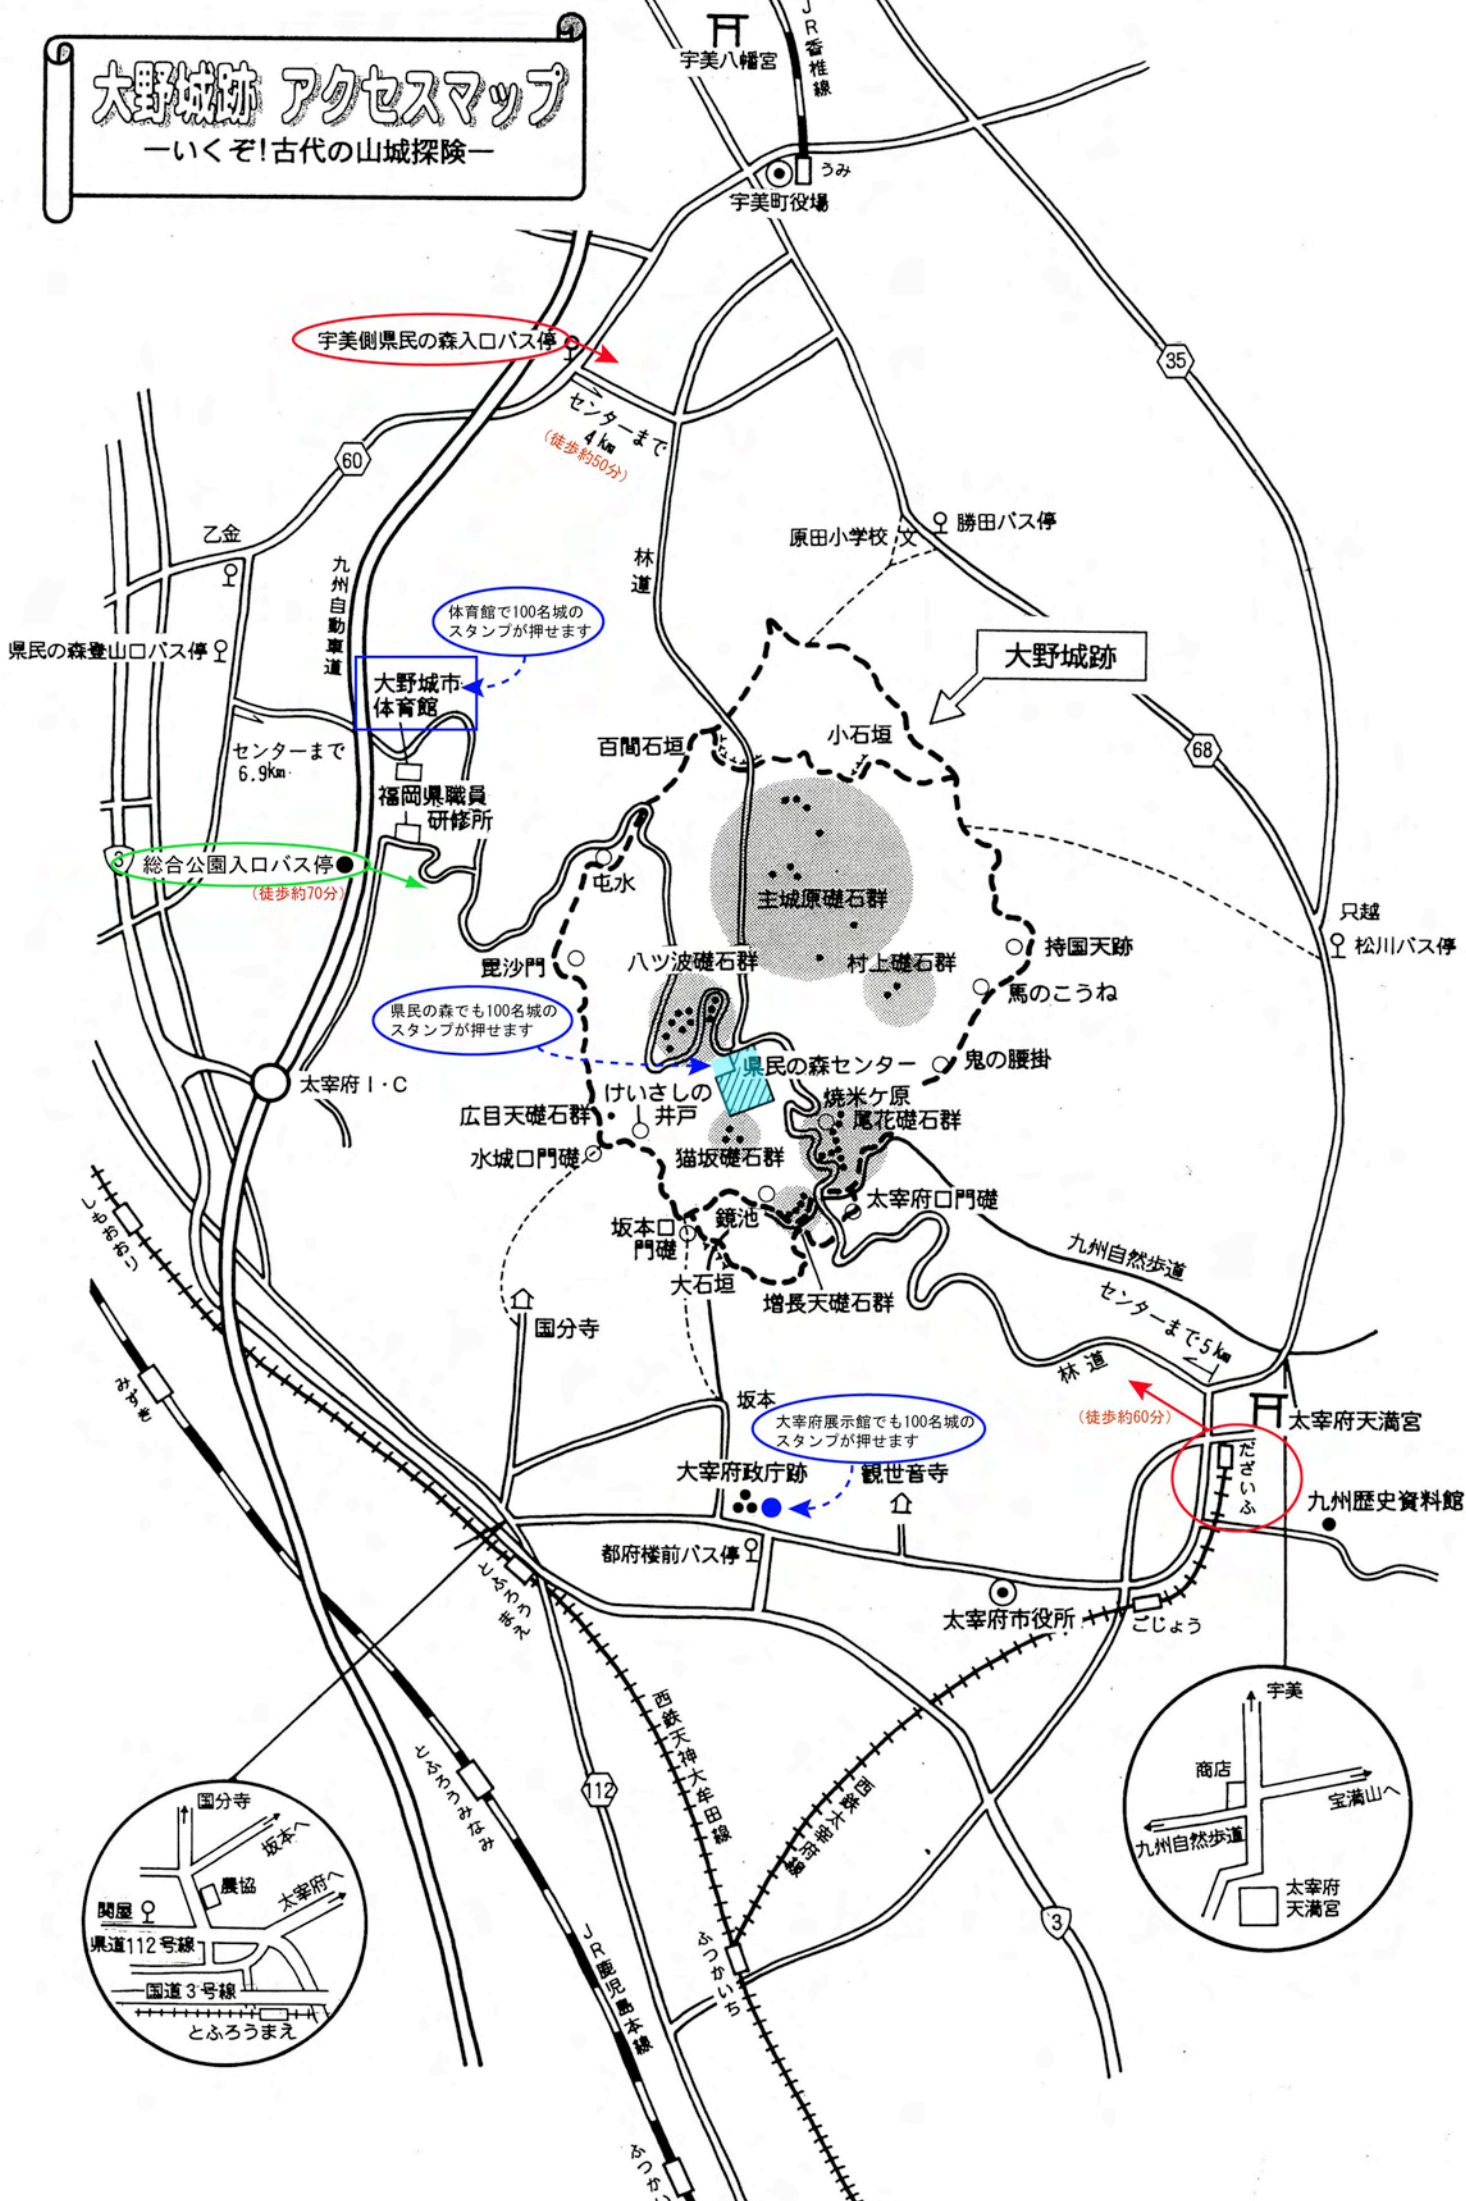 大野城跡 アクセスマップ
―いくぞ!古代の山城探険―
宇美八幡宮
JR香椎線
うみ
宇美町役場
宇美側県民の森入口バス停
35
センターまで
4km
(徒歩約50分)
60
乙金
九州自動車道
林道
原田小学校
文
勝田バス停
体育館で100名城の
スタンプが押せます
県民の森登山口バス停
大野城市
体育館
大野城跡
センターまで
6.9km
百間石垣
小石垣
68
福岡県職員
研修所
3
総合公園入口バス停
(徒歩約70分)
屯水
主城原礎石群
只越
松川バス停
毘沙門
八ツ波礎石群
村上礎石群
持国天跡
馬のこうね
県民の森でも100名城の
スタンプが押せます
県民の森センター
鬼の腰掛
太宰府I・C
けいさしの
井戸
焼米ケ原
尾花礎石群
広目天礎石群
水城口門礎
猫坂礎石群
太宰府口門礎
しもおおり
坂本口
門礎
鏡池
大石垣
増長天礎石群
九州自然歩道
センターまで5km
林道
国分寺
みずき
坂本
(徒歩約60分)
太宰府天満宮
大宰府展示館でも100名城の
スタンプが押せます
大宰府政庁跡
観世音寺
だざいふ
九州歴史資料館
都府楼前バス停
とふろうまえ
太宰府市役所
ごじょう
西鉄天神大牟田線
西鉄太宰府線
とふろうみなみ
112
宇美
商店
宝満山へ
九州自然歩道
太宰府
天満宮
国分寺
坂本へ
農協
太宰府へ
関屋
県道112号線
国道3号線
とふろうまえ
3
ふつかいち
JR鹿児島本線
ふつかい